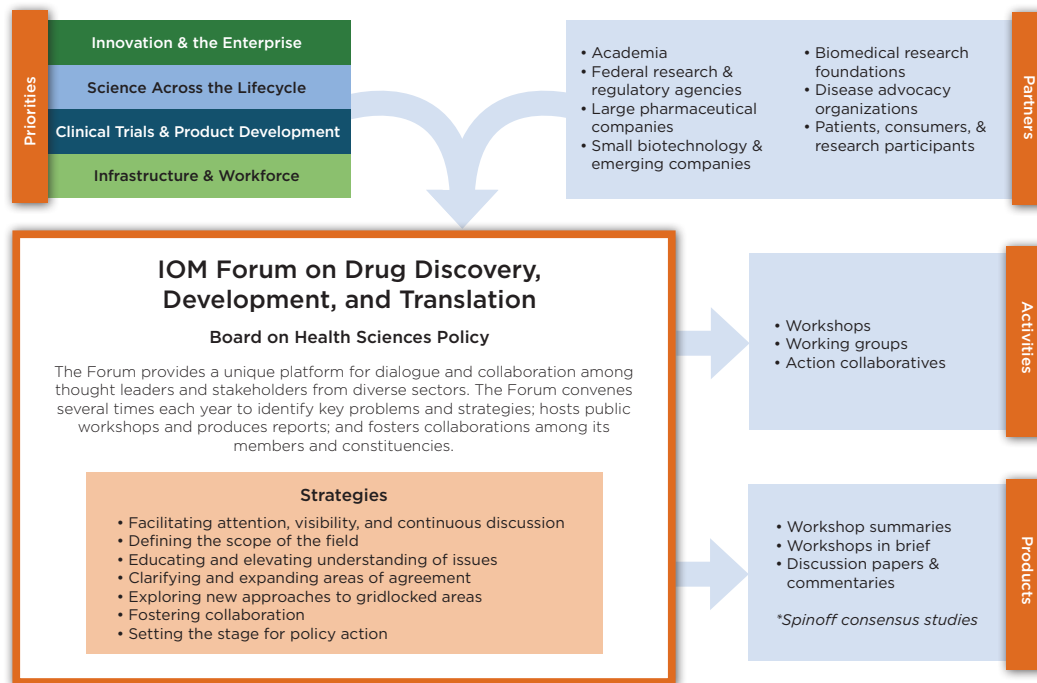 Priorities
Innovation & the Enterprise
Science Across the Lifecycle
Clinical Trials & Product Development
Infrastructure & Workforce
• Academia
• Federal research &
regulatory agencies
• Large pharmaceutical
companies
• Small biotechnology &
emerging companies
• Biomedical research
foundations
• Disease advocacy
organizations
• Patients, consumers, &
research participants
Partners
IOM Forum on Drug Discovery,
Development, and Translation
Board on Health Sciences Policy
The Forum provides a unique platform for dialogue and collaboration among
thought leaders and stakeholders from diverse sectors. The Forum convenes
several times each year to identify key problems and strategies; hosts public
workshops and produces reports; and fosters collaborations among its
members and constituencies.
Strategies
• Facilitating attention, visibility, and continuous discussion
• Defining the scope of the field
• Educating and elevating understanding of issues
• Clarifying and expanding areas of agreement
• Exploring new approaches to gridlocked areas
• Fostering collaboration
• Setting the stage for policy action
• Workshops
• Working groups
• Action collaboratives
Activities
• Workshop summaries
• Workshops in brief
• Discussion papers &
commentaries
*Spinoff consensus studies
Products